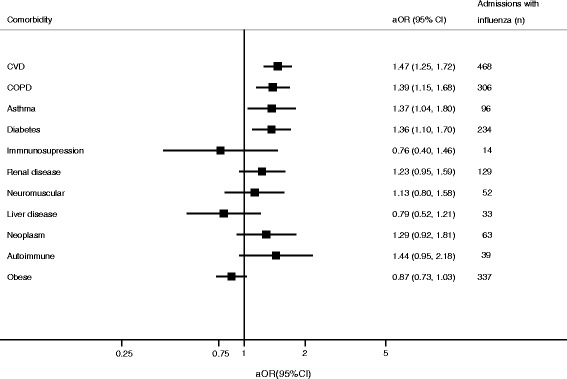 Comorbidity aOR (95% CI) Admissions with influenza (n)
CVD 1.47 (1.25, 1.72) 468
COPD 1.39 (1.15, 1.68) 306
Asthma 1.37 (1.04, 1.80) 96
Diabetes 1.36 (1.10, 1.70) 234
Immnunosupression 0.76 (0.40, 1.46) 14
Renal disease 1.23 (0.95, 1.59) 129
Neuromuscular 1.13 (0.80, 1.58) 52
Liver disease 0.79 (0.52, 1.21) 33
Neoplasm 1.29 (0.92, 1.81) 63
Autoimmune 1.44 (0.95, 2.18) 39
Obese 0.87 (0.73, 1.03) 337
0.25 0.75 1 2 5
aOR(95%CI)